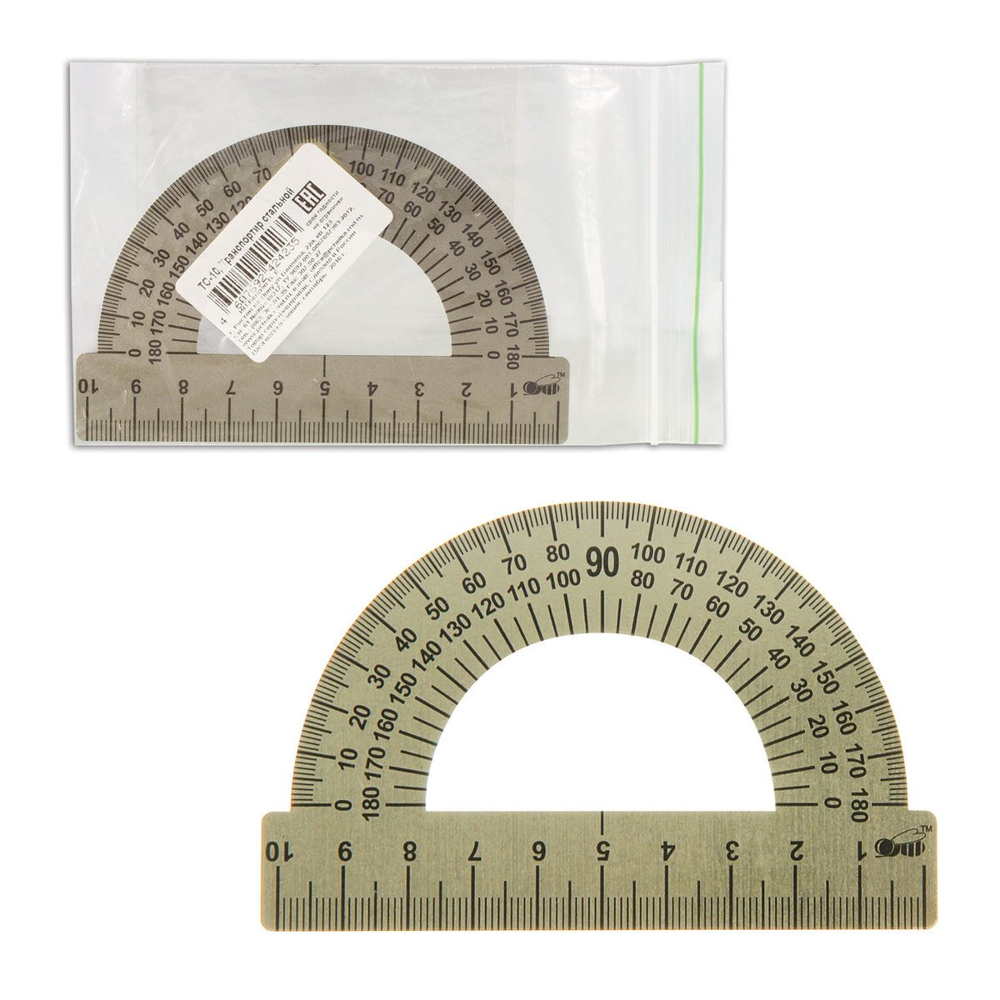 70 60 50 40 30 20 10 0
100 110 120 130 140 150 160 170 180
120 130 140 150 160 170 180
70 60 50 40 30 20 10 0
ТС-10, Транспортир стальной
EAC
срок годности
не ограничен
2016 г.
10 9 8 7 6 5 4 3 2 1
TM
0 10 20 30 40 50 60 70 80 90 100 110 120 130 140 150 160 170 180
180 170 160 150 140 130 120 110 100 80 70 60 50 40 30 20 10 0
10 9 8 7 6 5 4 3 2 1
TM